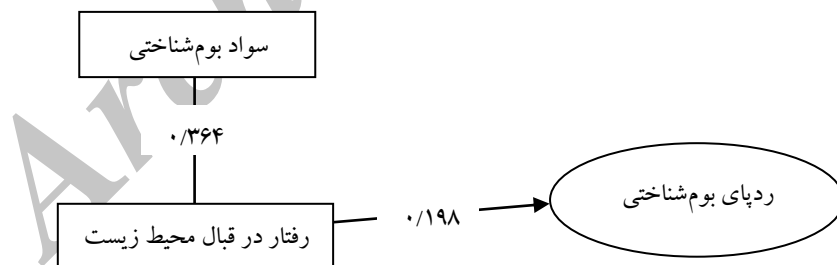 سواد بوم‌شناختی
۰/۳۶۴
ردپای بوم‌شناختی
۰/۱۹۸
رفتار در قبال محیط زیست